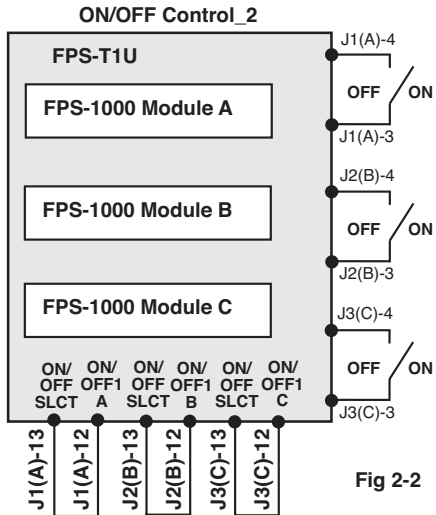 ON/OFF Control_2
FPS-T1U
J1(A)-4
OFF ON
FPS-1000 Module A
J1(A)-3
J2(B)-4
FPS-1000 Module B
OFF ON
J2(B)-3
FPS-1000 Module C
J3(C)-4
OFF ON
J3(C)-3
ON/ ON/ ON/ ON/ ON/ ON/
OFF OFF1 OFF OFF1 OFF OFF1
SLCT A SLCT B SLCT C
J1(A)-13
J1(A)-12
J2(B)-13
J2(B)-12
J3(C)-13
J3(C)-12
Fig 2-2